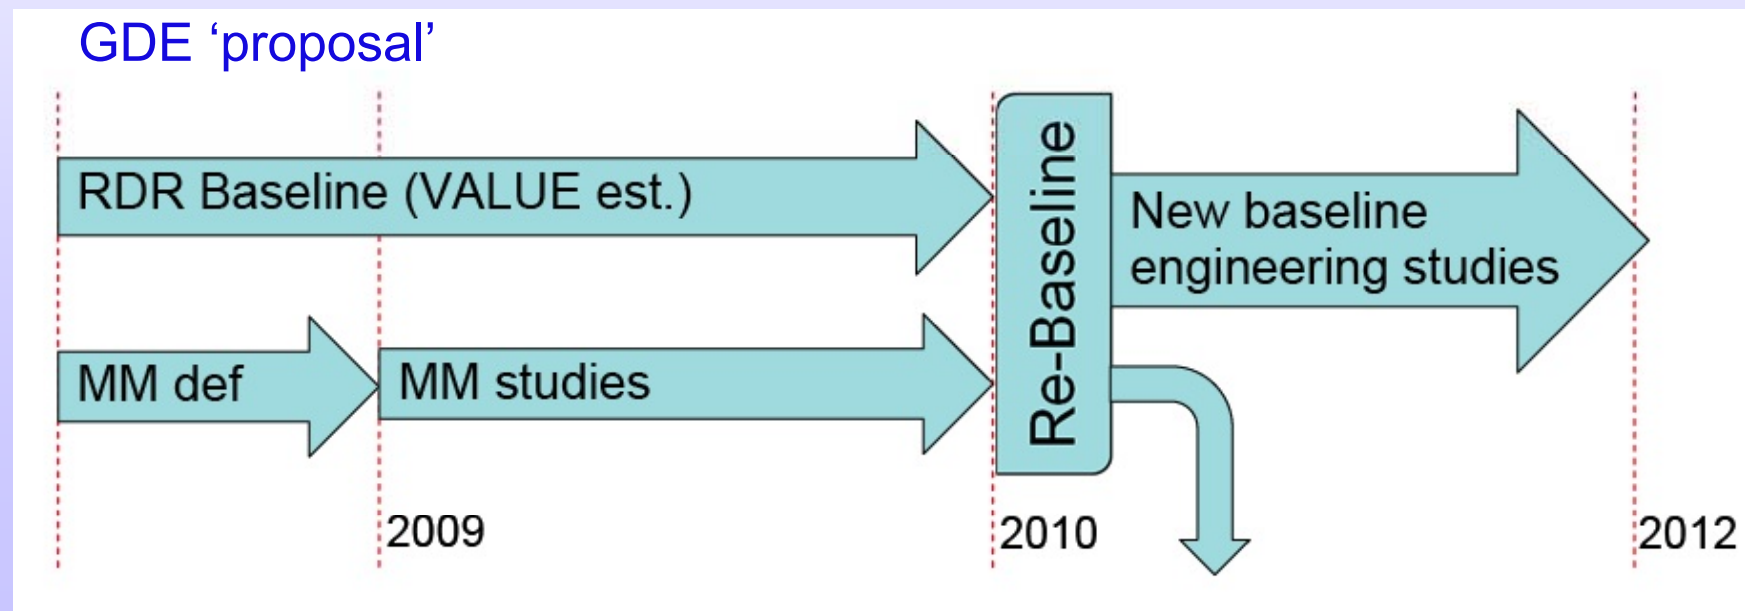 GDE ‘proposal’
RDR Baseline (VALUE est.)
MM def
MM studies
Re-Baseline
New baseline
engineering studies
2009
2010
2012